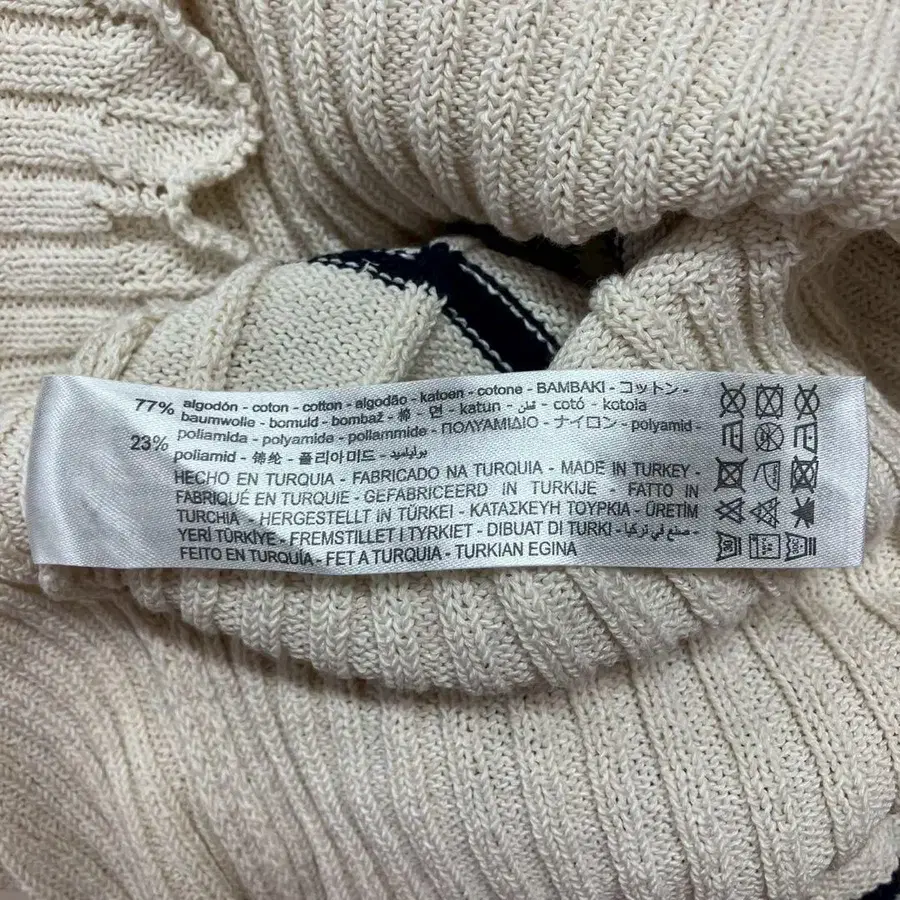 77% algodón - coton - cotton - algodão - katoen - cotone - BAMBAKI - コットン -
baumwolle - bomuld - bombaž - 棉 - 면 - katun - قطن - cotó - kotola
23% poliamida - polyamide - poliammide - ΠΟΛΥΑΜΙΔΙΟ - ナイロン - polyamid -
poliamid - 锦纶 - 폴리아미드 - برلياميد
HECHO EN TURQUIA - FABRICADO NA TURQUIA - MADE IN TURKEY -
FABRIQUÉ EN TURQUIE - GEFABRICEERD IN TURKIJE - FATTO IN
TURCHIA - HERGESTELLT IN TÜRKEI - ΚΑΤΑΣΚΕΥΗ ΤΟΥΡΚΙΑ - ÜRETİM
YERİ TÜRKİYE - FREMSTILLET I TYRKIET - DIBUAT DI TURKI - صنع في تركيا -
FEITO EN TURQUÍA - FET A TURQUIA - TURKIAN EGINA